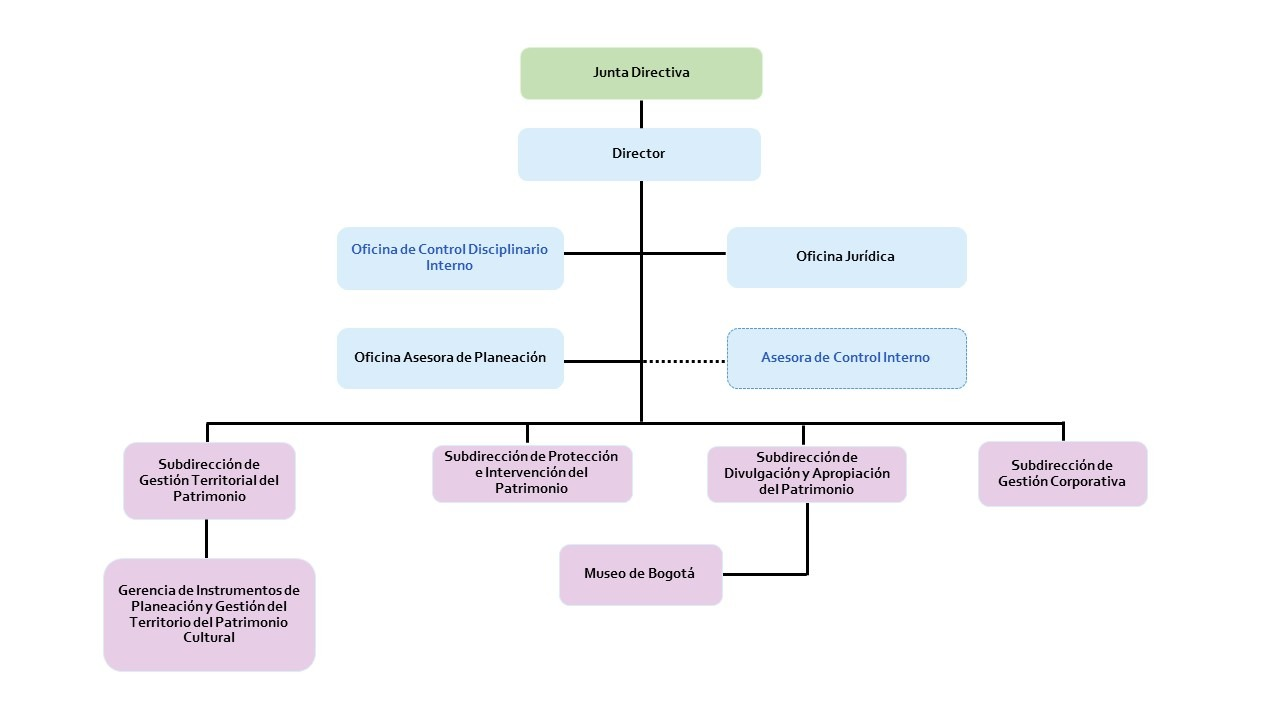 Junta Directiva
Director
Oficina de Control Disciplinario
Interno
Oficina Jurídica
Oficina Asesora de Planeación
Asesora de Control Interno
Subdirección de
Gestión Territorial del
Patrimonio
Subdirección de Protección
e Intervención del
Patrimonio
Subdirección de
Divulgación y Apropiación
del Patrimonio
Subdirección de
Gestión Corporativa
Gerencia de Instrumentos de
Planeación y Gestión del
Territorio del Patrimonio
Cultural
Museo de Bogotá